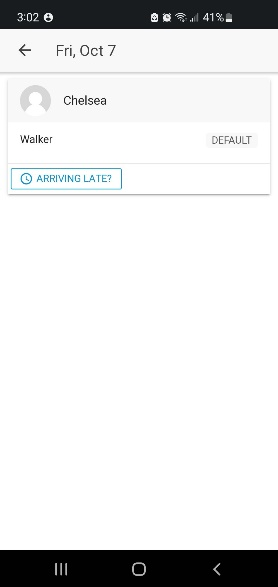 3:02 41%
Fri, Oct 7
Chelsea
Walker DEFAULT
ARRIVING LATE?